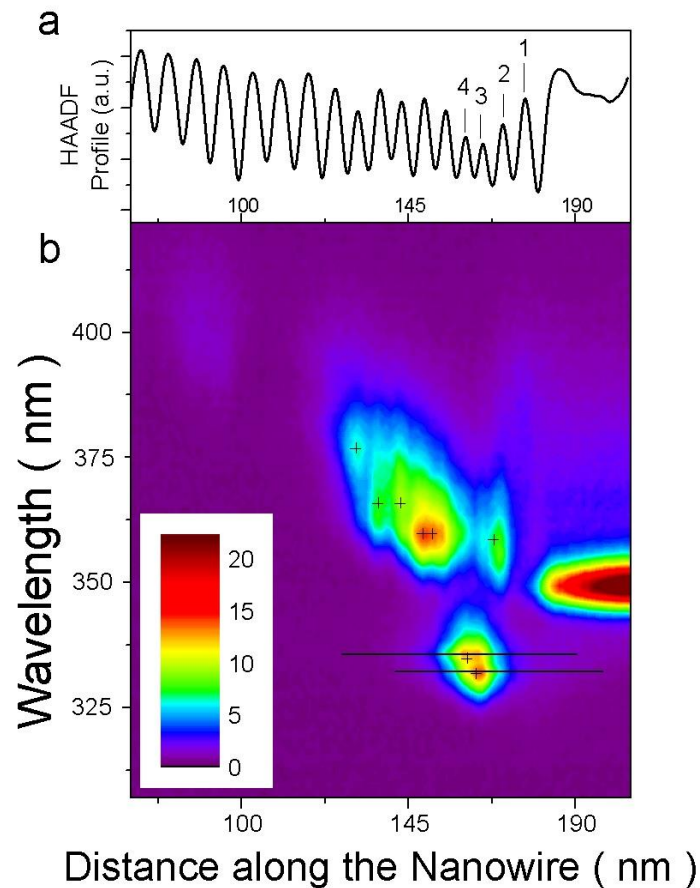 a
HAADF
Profile (a.u.)
4 3 2 1
100 145 190
b
Wavelength ( nm )
400
375
350
325
20
15
10
5
0
100 145 190
Distance along the Nanowire ( nm )